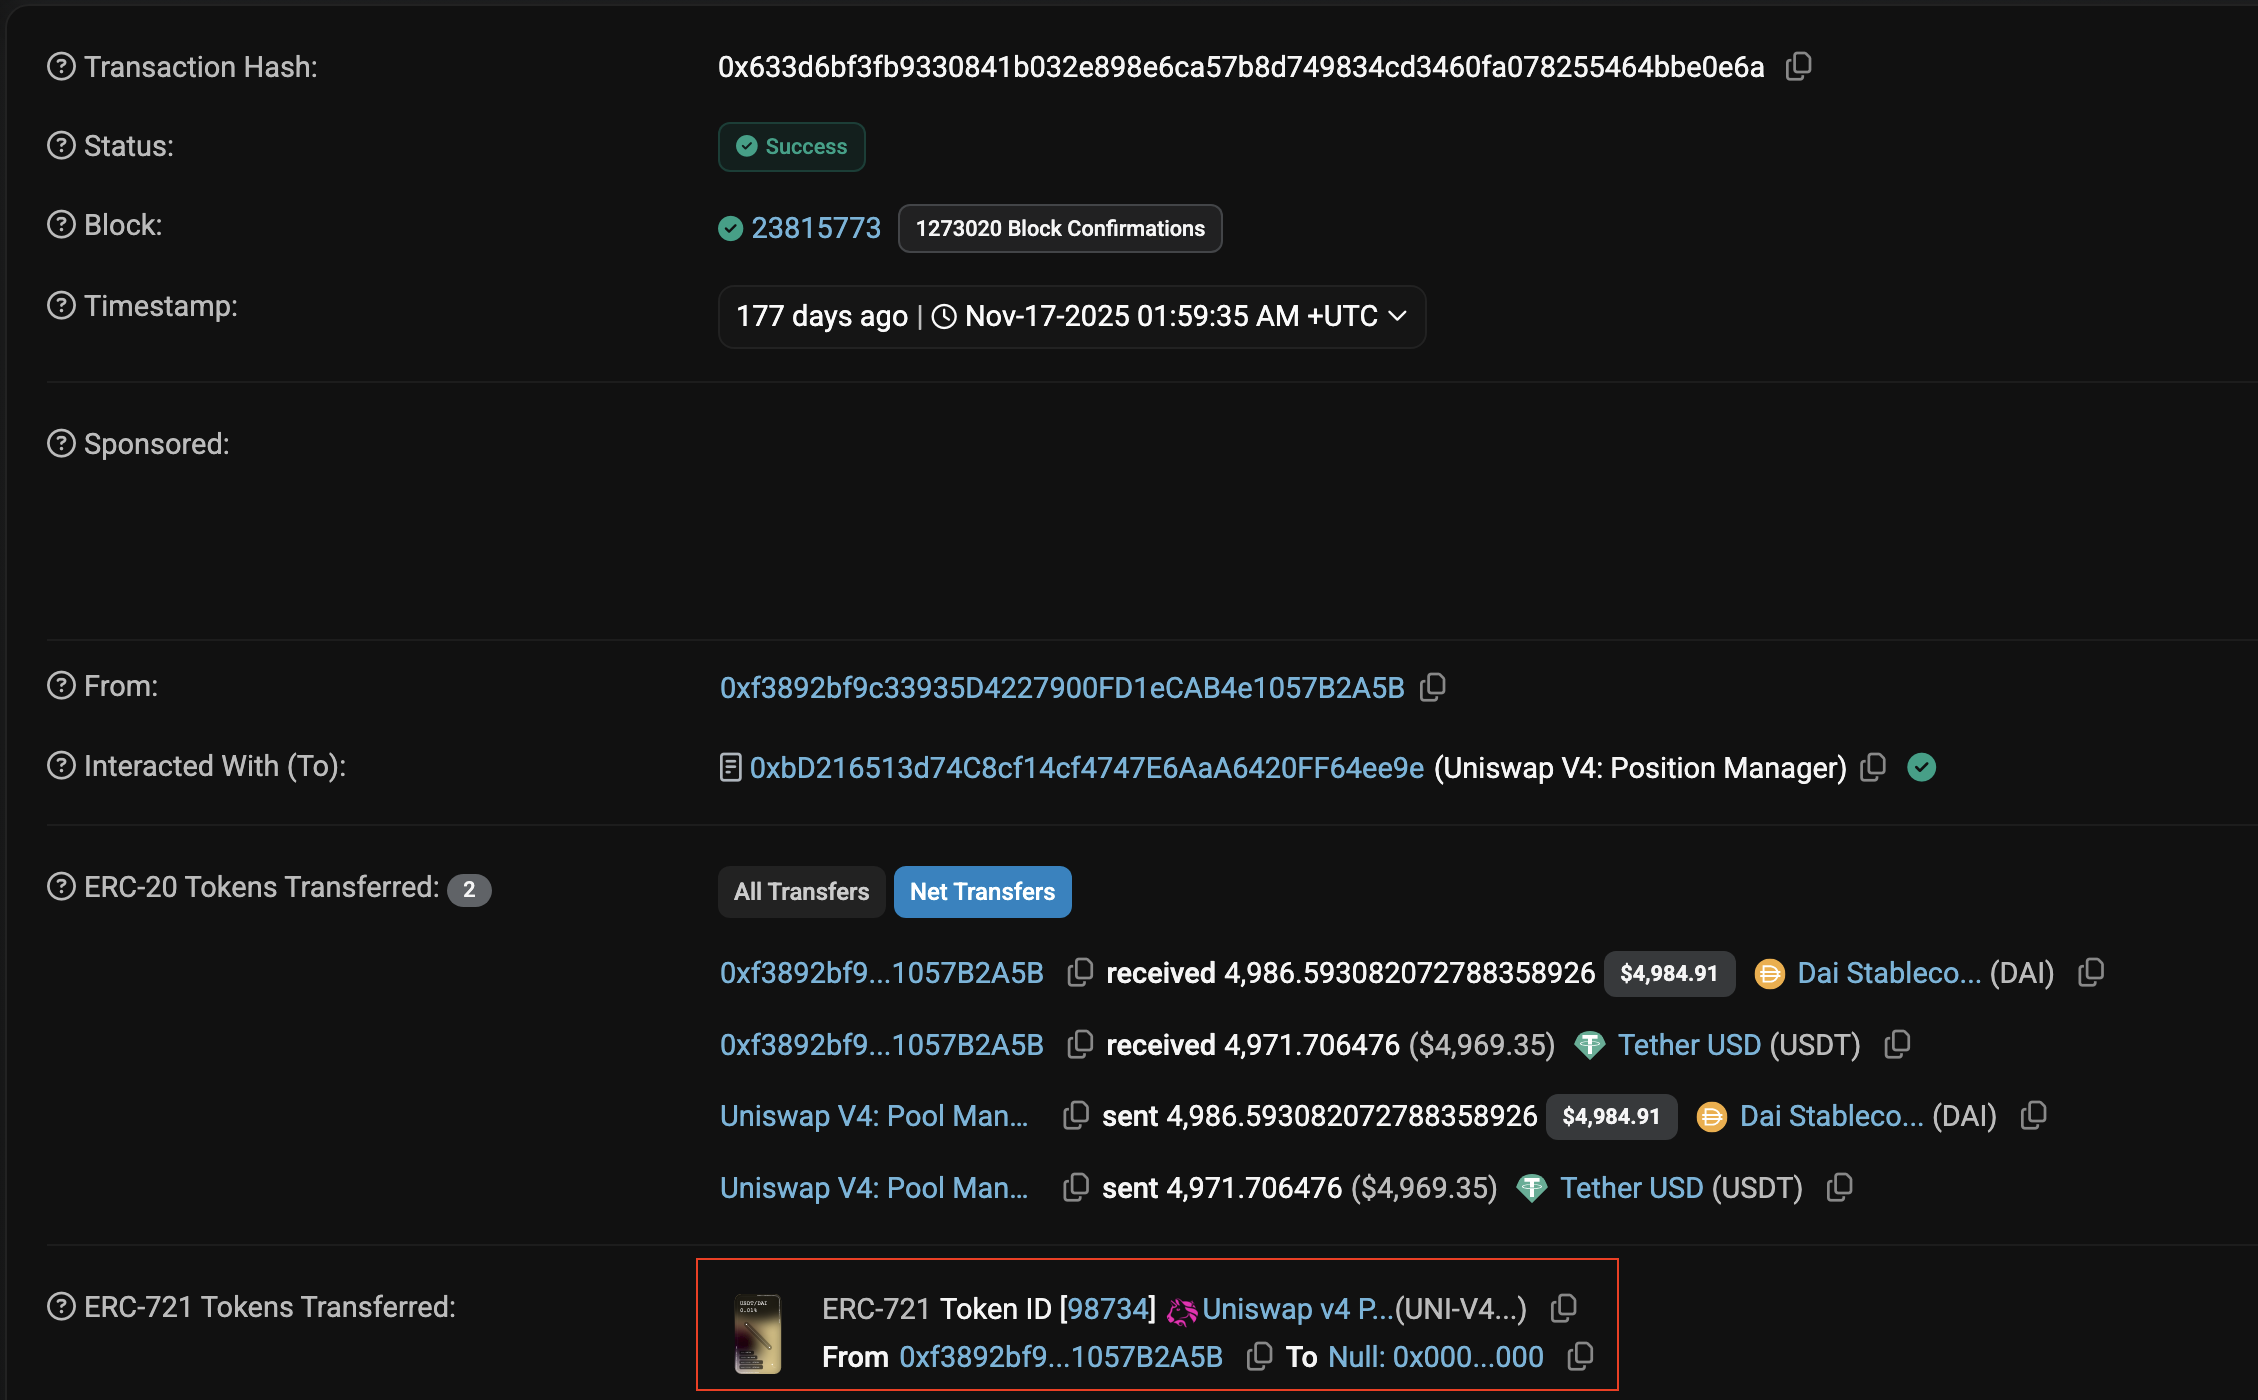 Transaction Hash: 0x633d6bf3fb9330841b032e898e6ca57b8d749834cd3460fa078255464bbe0e6a
Status: Success
Block: 23815773 1273020 Block Confirmations
Timestamp: 177 days ago | Nov-17-2025 01:59:35 AM +UTC
Sponsored:
From: 0xf3892bf9c33935D4227900FD1eCAB4e1057B2A5B
Interacted With (To): 0xbD216513d74C8cf14cf4747E6AaA6420FF64ee9e (Uniswap V4: Position Manager)
ERC-20 Tokens Transferred: 2 All Transfers Net Transfers
0xf3892bf9...1057B2A5B received 4,986.593082072788358926 $4,984.91 Dai Stableco... (DAI)
0xf3892bf9...1057B2A5B received 4,971.706476 ($4,969.35) Tether USD (USDT)
Uniswap V4: Pool Man... sent 4,986.593082072788358926 $4,984.91 Dai Stableco... (DAI)
Uniswap V4: Pool Man... sent 4,971.706476 ($4,969.35) Tether USD (USDT)
ERC-721 Tokens Transferred: ERC-721 Token ID [98734] Uniswap v4 P...(UNI-V4...)
USDT/DAI
0.01%
From 0xf3892bf9...1057B2A5B To Null: 0x000...000